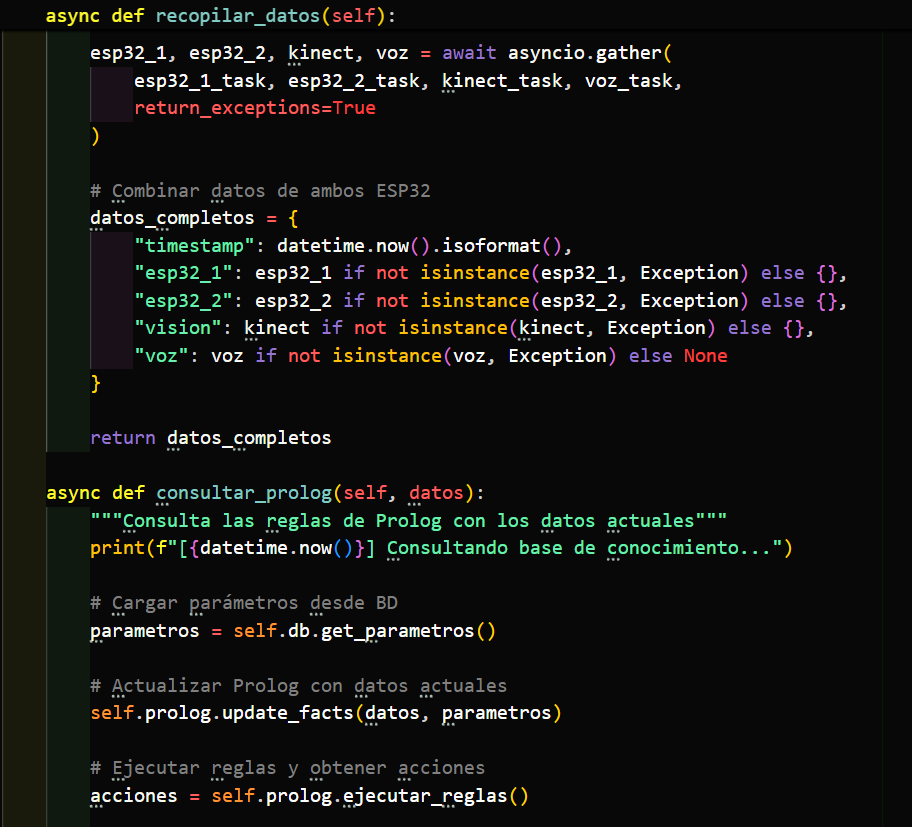 async def recopilar_datos(self):
esp32_1, esp32_2, kinect, voz = await asyncio.gather(
esp32_1_task, esp32_2_task, kinect_task, voz_task,
return_exceptions=True
)
# Combinar datos de ambos ESP32
datos_completos = {
"timestamp": datetime.now().isoformat(),
"esp32_1": esp32_1 if not isinstance(esp32_1, Exception) else {},
"esp32_2": esp32_2 if not isinstance(esp32_2, Exception) else {},
"vision": kinect if not isinstance(kinect, Exception) else {},
"voz": voz if not isinstance(voz, Exception) else None
}
return datos_completos
async def consultar_prolog(self, datos):
"""Consulta las reglas de Prolog con los datos actuales"""
print(f"[{datetime.now()}] Consultando base de conocimiento...")
# Cargar parámetros desde BD
parametros = self.db.get_parametros()
# Actualizar Prolog con datos actuales
self.prolog.update_facts(datos, parametros)
# Ejecutar reglas y obtener acciones
acciones = self.prolog.ejecutar_reglas()